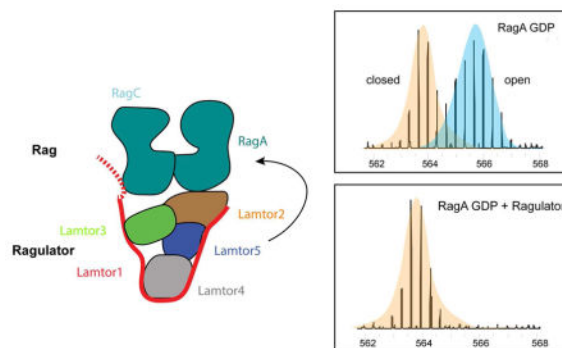 RagC
RagA
Rag
Lamtor2
Lamtor3
Ragulator
Lamtor5
Lamtor1
Lamtor4
RagA GDP
closed
open
562 564 566 568
RagA GDP + Ragulator
562 564 566 568